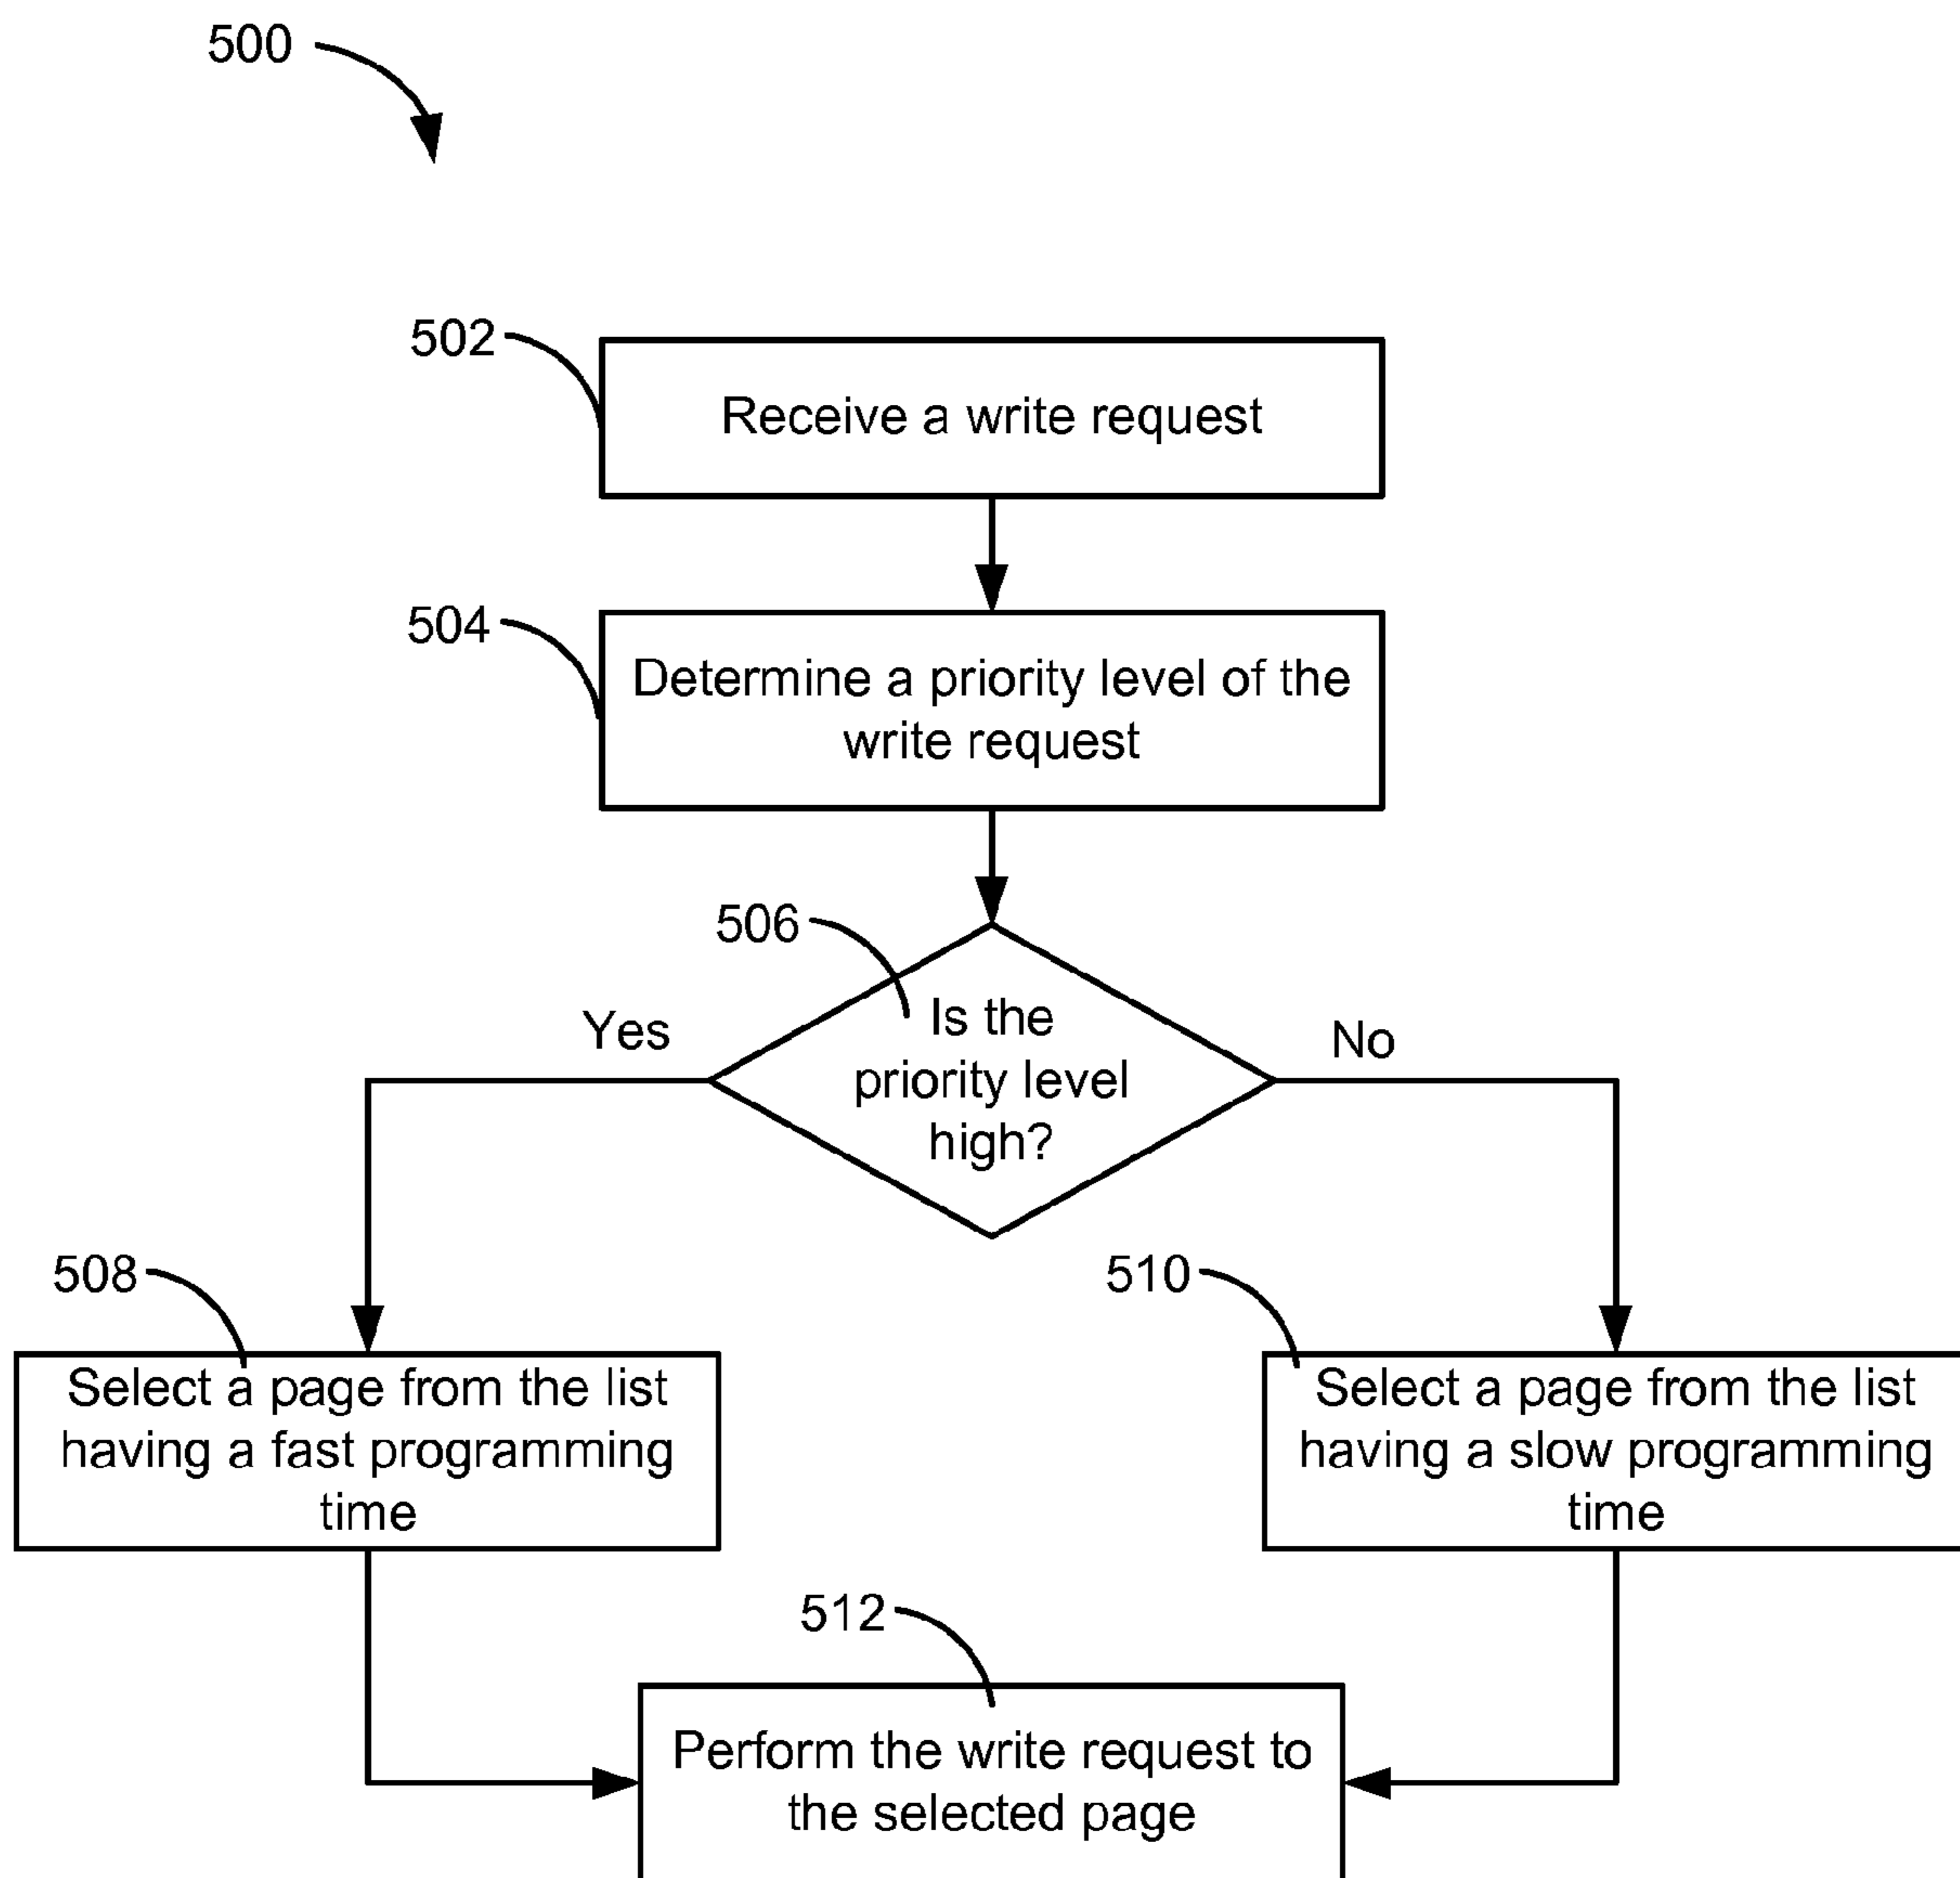 500
502
Receive a write request
504
Determine a priority level of the
write request
506
Is the
priority level
high?
Yes
No
508
Select a page from the list
having a fast programming
time
510
Select a page from the list
having a slow programming
time
512
Perform the write request to
the selected page